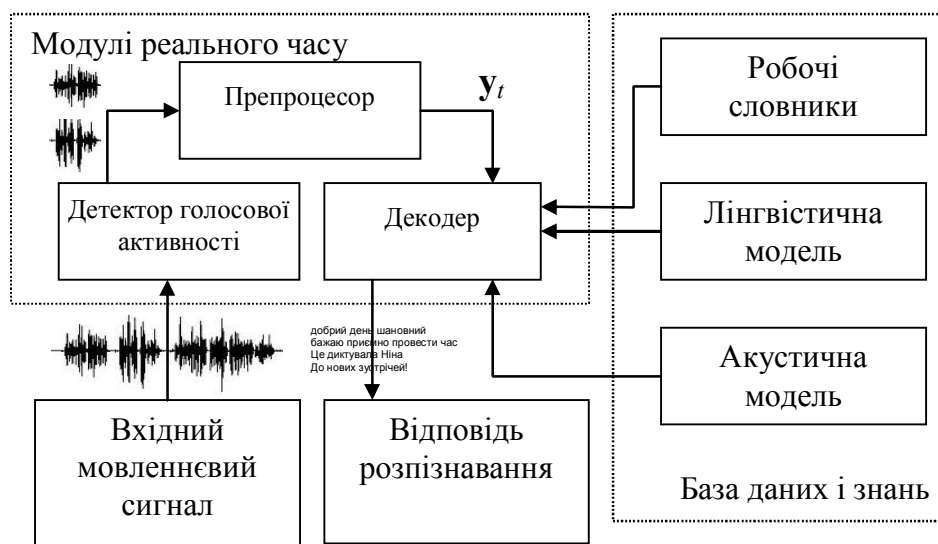 Модулі реального часу
Препроцесор
y_t
Детектор голосової
активності
Декодер
добрий день шановний
бажаю приємно провести час
Це диктувала Ніна
До нових зустрічей!
Вхідний
мовленнєвий
сигнал
Відповідь
розпізнавання
Робочі
словники
Лінгвістична
модель
Акустична
модель
База даних і знань